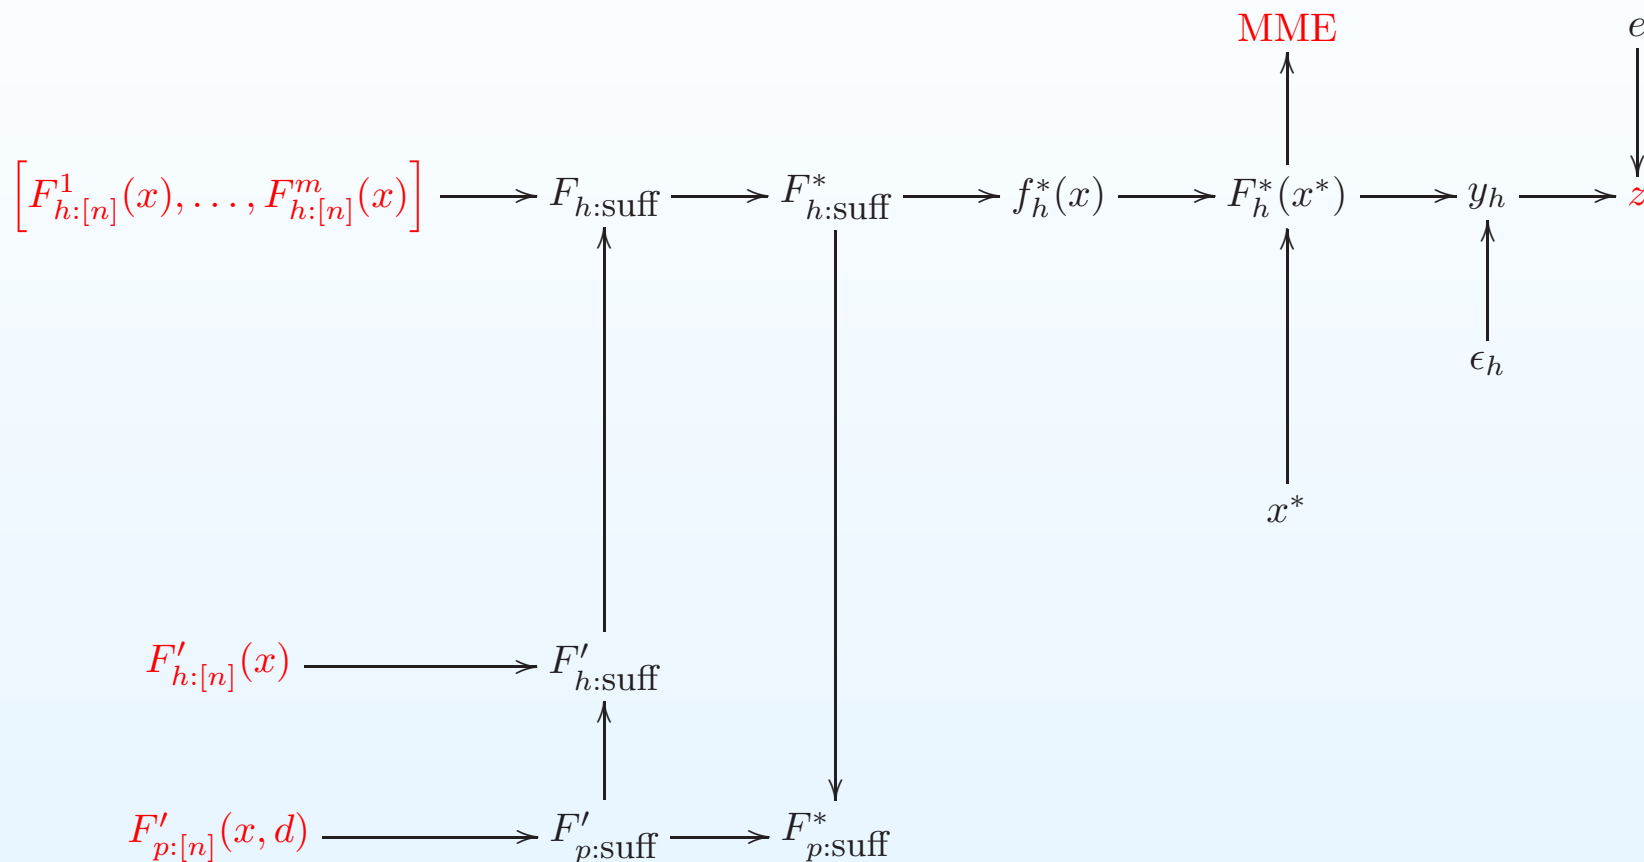 MME e
[F^1_{h:[n]}(x), …, F^m_{h:[n]}(x)] F_{h:suff} F^*_{h:suff} f^*_h(x) F^*_h(x^*) y_h z
ϵ_h
x^*
F′_{h:[n]}(x) F′_{h:suff}
F′_{p:[n]}(x, d) F′_{p:suff} F^*_{p:suff}